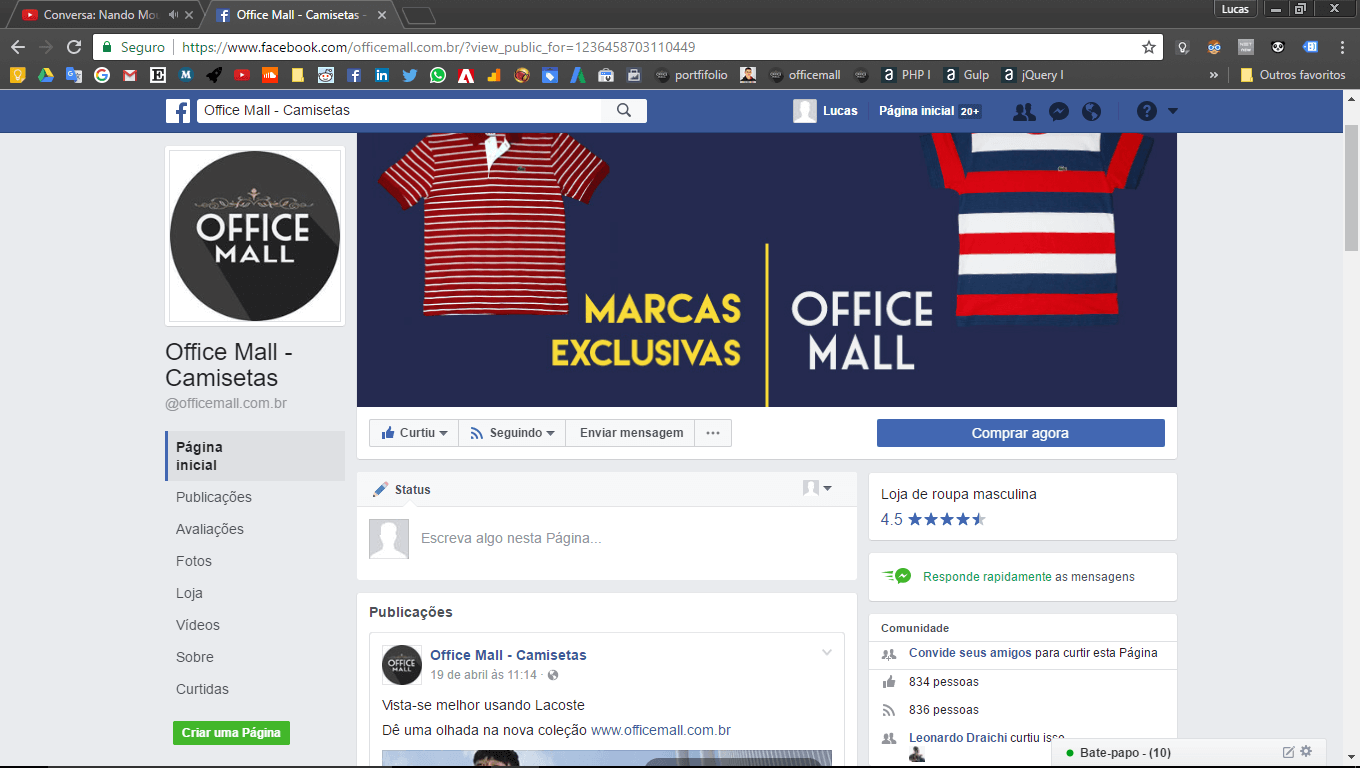 Conversa: Nando Mou
Office Mall - Camisetas -
Lucas
Seguro
https://www.facebook.com/officemall.com.br/?view_public_for=1236458703110449
portfifolio
officemall
PHP I
Gulp
jQuery I
»
Outros favoritos
Office Mall - Camisetas
Lucas
Página inicial 20+
OFFICE
MALL
MARCAS
EXCLUSIVAS
OFFICE
MALL
Office Mall -
Camisetas
@officemall.com.br
Página
inicial
Publicações
Avaliações
Fotos
Loja
Vídeos
Sobre
Curtidas
Criar uma Página
Curtiu
Seguindo
Enviar mensagem
Comprar agora
Status
Escreva algo nesta Página...
Publicações
OFFICE
MALL
Office Mall - Camisetas
19 de abril às 11:14 ·
Vista-se melhor usando Lacoste
Dê uma olhada na nova coleção www.officemall.com.br
Loja de roupa masculina
4.5
Responde rapidamente as mensagens
Comunidade
Convide seus amigos para curtir esta Página
834 pessoas
836 pessoas
Leonardo Draichi curtiu isso
Bate-papo - (10)